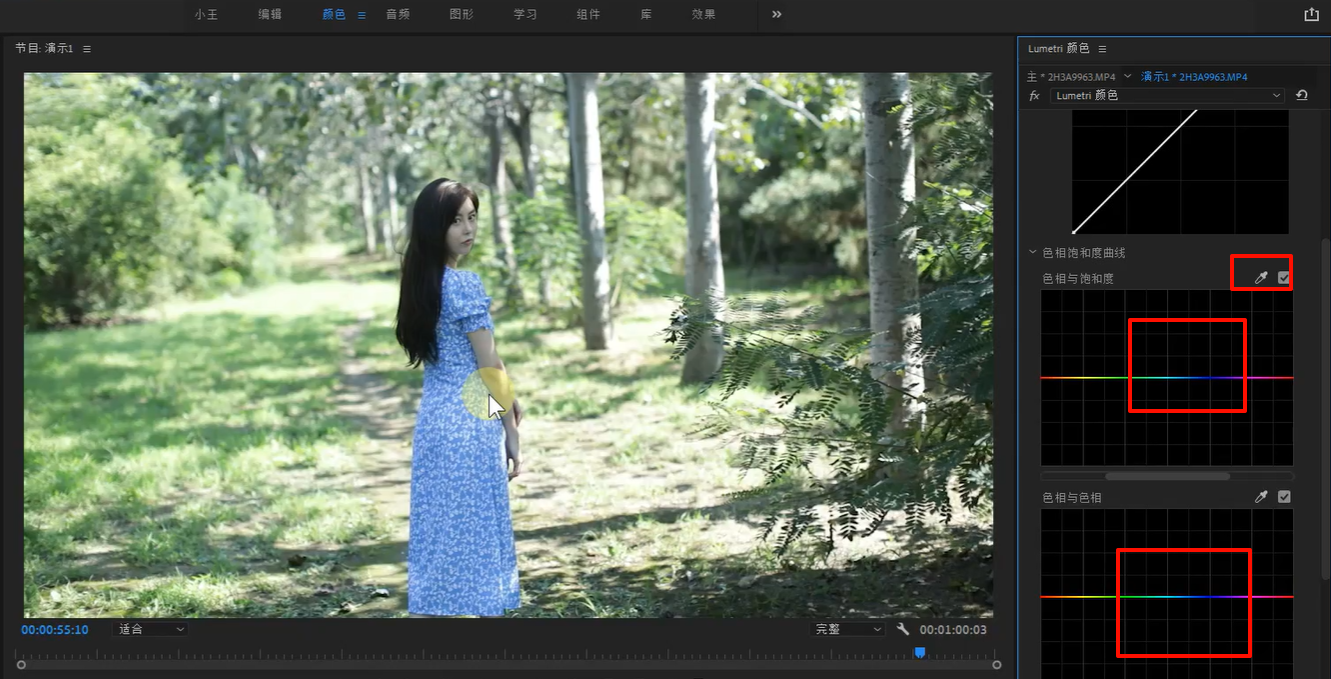 小王 编辑 颜色 音频 图形 学习 组件 库 效果
节目: 演示1
Lumetri 颜色
主 * 2H3A9963.MP4 演示1 * 2H3A9963.MP4
fx Lumetri 颜色
色相饱和度曲线
色相与饱和度
色相与色相
00:00:55:10 适合 完整 00:01:00:03